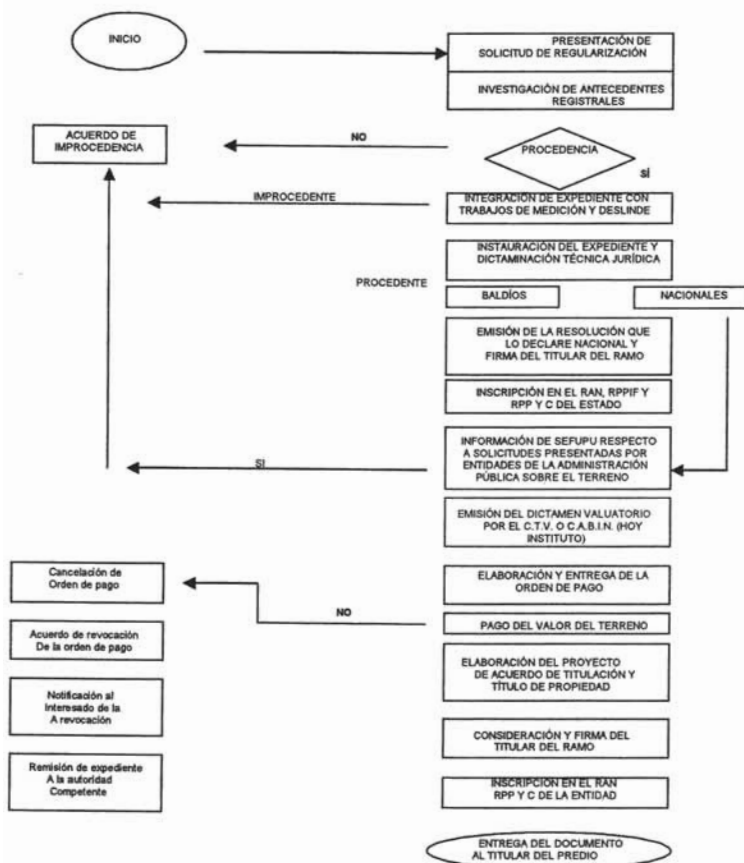 INICIO
PRESENTACIÓN DE
SOLICITUD DE REGULARIZACIÓN
INVESTIGACIÓN DE ANTECEDENTES
REGISTRALES
NO
ACUERDO DE
IMPROCEDENCIA
PROCEDENCIA
SÍ
IMPROCEDENTE
INTEGRACIÓN DE EXPEDIENTE CON
TRABAJOS DE MEDICIÓN Y DESLINDE
INSTAURACIÓN DEL EXPEDIENTE Y
DICTAMINACIÓN TÉCNICA JURÍDICA
PROCEDENTE
BALDÍOS
NACIONALES
EMISIÓN DE LA RESOLUCIÓN QUE
LO DECLARE NACIONAL Y
FIRMA DEL TITULAR DEL RAMO
INSCRIPCIÓN EN EL RAN, RPPIF Y
RPP Y C DEL ESTADO
INFORMACIÓN DE SEFUPU RESPECTO
A SOLICITUDES PRESENTADAS POR
ENTIDADES DE LA ADMINISTRACIÓN
PÚBLICA SOBRE EL TERRENO
SI
EMISIÓN DEL DICTAMEN VALUATORIO
POR EL C.T.V. O C.A.B.I.N. (HOY
INSTITUTO)
Cancelación de
Orden de pago
ELABORACIÓN Y ENTREGA DE LA
ORDEN DE PAGO
NO
PAGO DEL VALOR DEL TERRENO
Acuerdo de revocación
De la orden de pago
ELABORACIÓN DEL PROYECTO
DE ACUERDO DE TITULACIÓN Y
TÍTULO DE PROPIEDAD
Notificación al
Interesado de la
A revocación
CONSIDERACIÓN Y FIRMA DEL
TITULAR DEL RAMO
Remisión de expediente
A la autoridad
Competente
INSCRIPCIÓN EN EL RAN
RPP Y C DE LA ENTIDAD
ENTREGA DEL DOCUMENTO
AL TITULAR DEL PREDIO